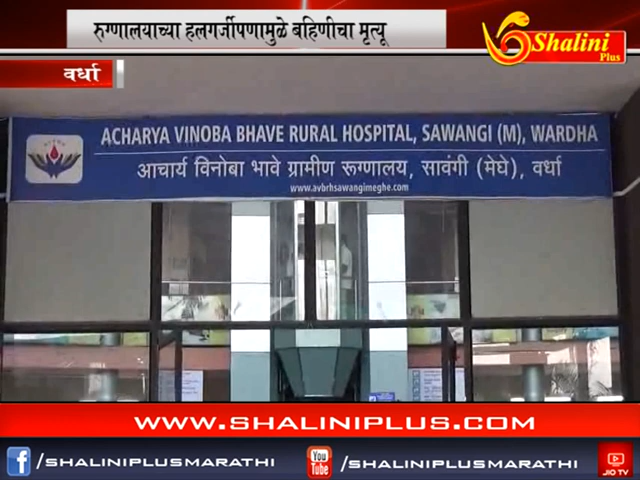 रुग्णालयाच्या हलगर्जीपणामुळे बहिणीचा मृत्यू
Shalini
Plus
वर्धा
ACHARYA VINOBA BHAVE RURAL HOSPITAL, SAWANGI (M), WARDHA
आचार्य विनोबा भावे ग्रामीण रूग्णालय, सावंगी (मेघे), वर्धा
www.avbrhsawangimeghe.com
WWW.SHALINIPLUS.COM
f /SHALINIPLUSMARATHI
You Tube /SHALINIPLUSMARATHI
JIO TV